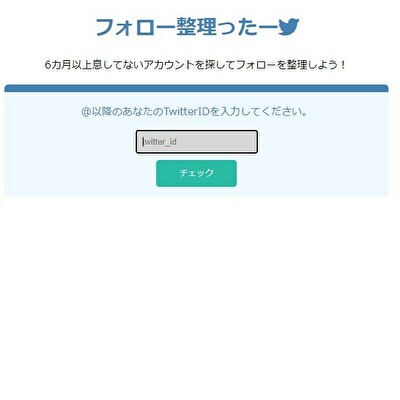 フォロー整理ったー
6カ月以上息してないアカウントを探してフォローを整理しよう！
@以降のあなたのTwitterIDを入力してください。
twitter_id
チェック